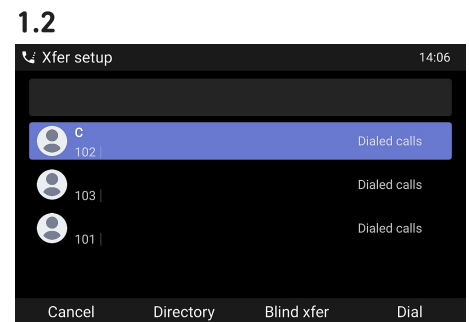 1.2
Xfer setup 14:06
C
102 | Dialed calls
103 | Dialed calls
101 | Dialed calls
Cancel Directory Blind xfer Dial